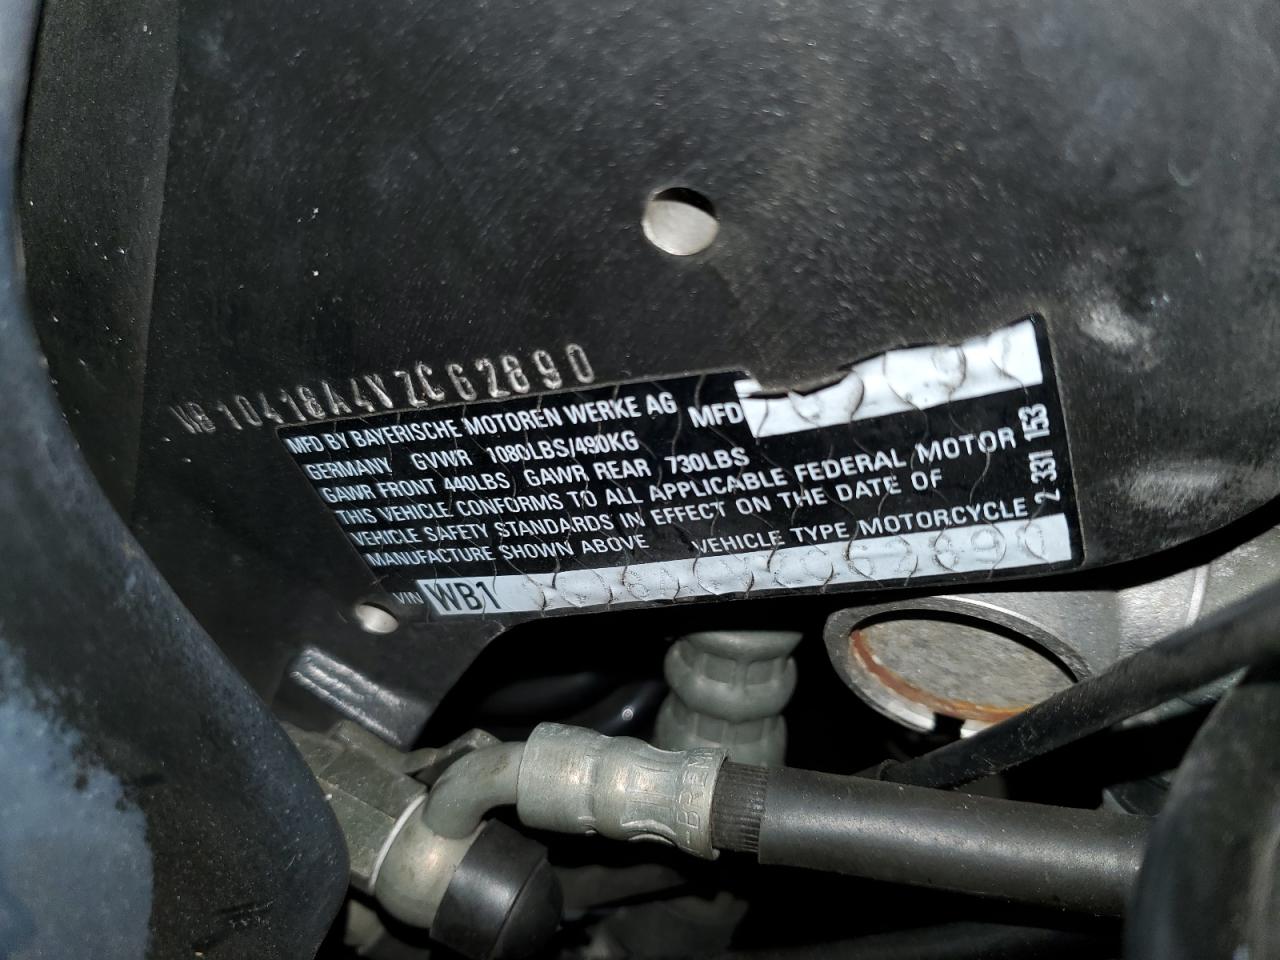 WB10418A4YZC62890
MFD BY BAYERISCHE MOTOREN WERKE AG MFD
GERMANY GVWR 1080LBS/490KG
GAWR FRONT 440LBS GAWR REAR 730LBS
THIS VEHICLE CONFORMS TO ALL APPLICABLE FEDERAL MOTOR
VEHICLE SAFETY STANDARDS IN EFFECT ON THE DATE OF
MANUFACTURE SHOWN ABOVE VEHICLE TYPE MOTORCYCLE
VIN WB1
2 331 153